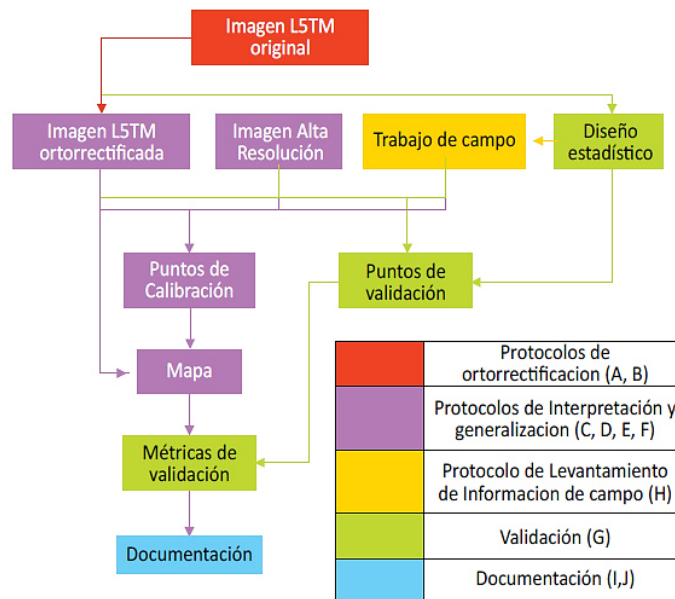 Imagen L5TM
original
Imagen L5TM
ortorrectificada
Imagen Alta
Resolución
Trabajo de campo
Diseño
estadístico
Puntos de
Calibración
Puntos de
validación
Mapa
Métricas de
validación
Documentación
Protocolos de
ortorrectificacion (A, B)
Protocolos de Interpretación y
generalizacion (C, D, E, F)
Protocolo de Levantamiento
de Informacion de campo (H)
Validación (G)
Documentación (I,J)